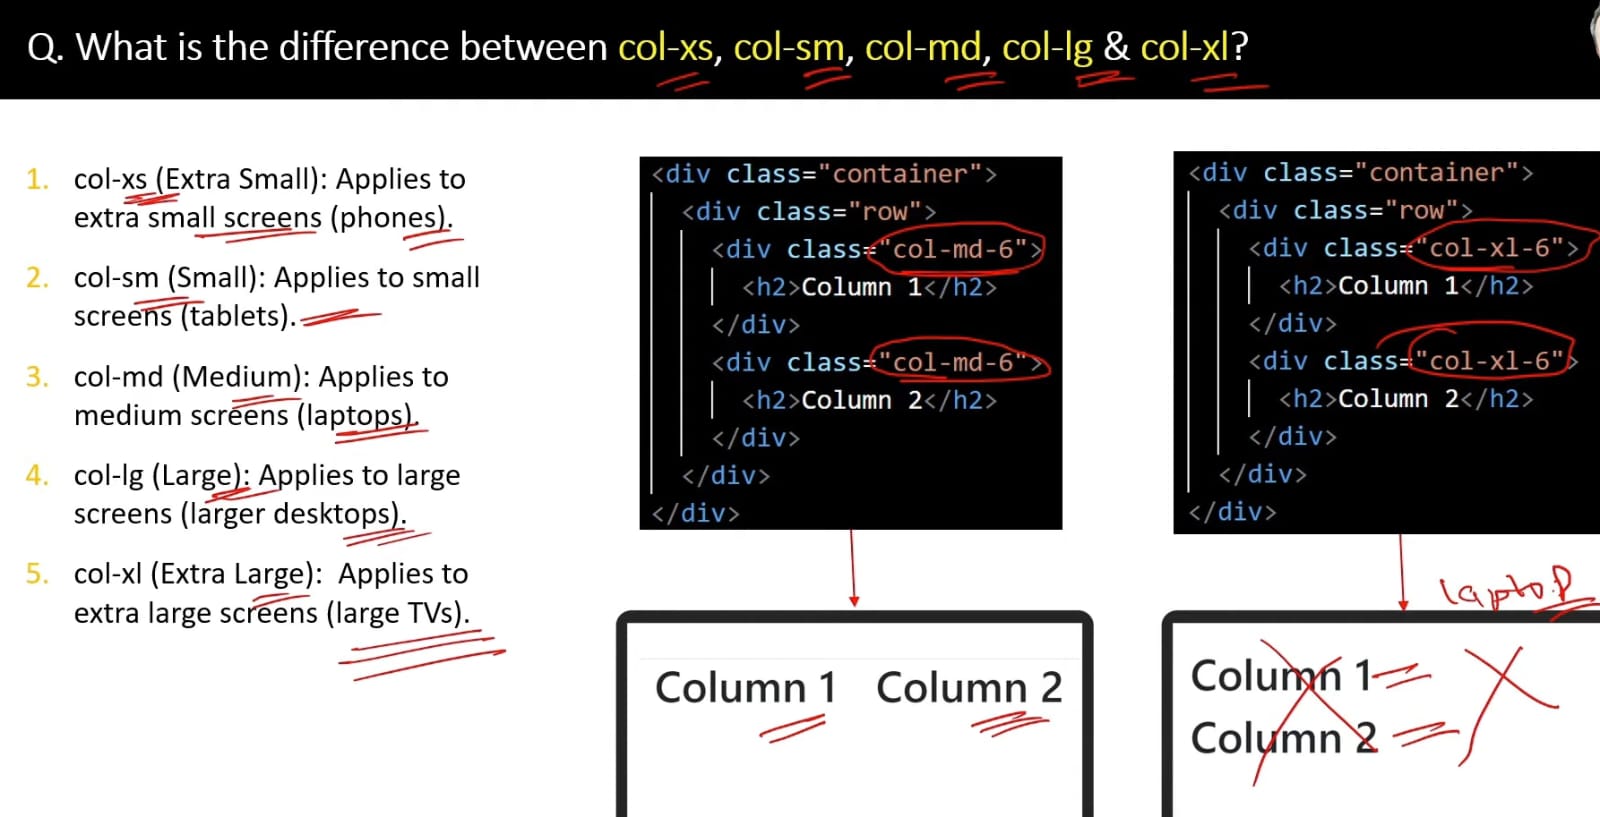 Q. What is the difference between col-xs, col-sm, col-md, col-lg & col-xl?
1. col-xs (Extra Small): Applies to
extra small screens (phones).
2. col-sm (Small): Applies to small
screens (tablets).
3. col-md (Medium): Applies to
medium screens (laptops).
4. col-lg (Large): Applies to large
screens (larger desktops).
5. col-xl (Extra Large): Applies to
extra large screens (large TVs).
<div class="container">
<div class="row">
<div class="col-md-6">
<h2>Column 1</h2>
</div>
<div class="col-md-6">
<h2>Column 2</h2>
</div>
</div>
</div>
Column 1 Column 2
<div class="container">
<div class="row">
<div class="col-xl-6">
<h2>Column 1</h2>
</div>
<div class="col-xl-6">
<h2>Column 2</h2>
</div>
</div>
</div>
laptop
Column 1
Column 2